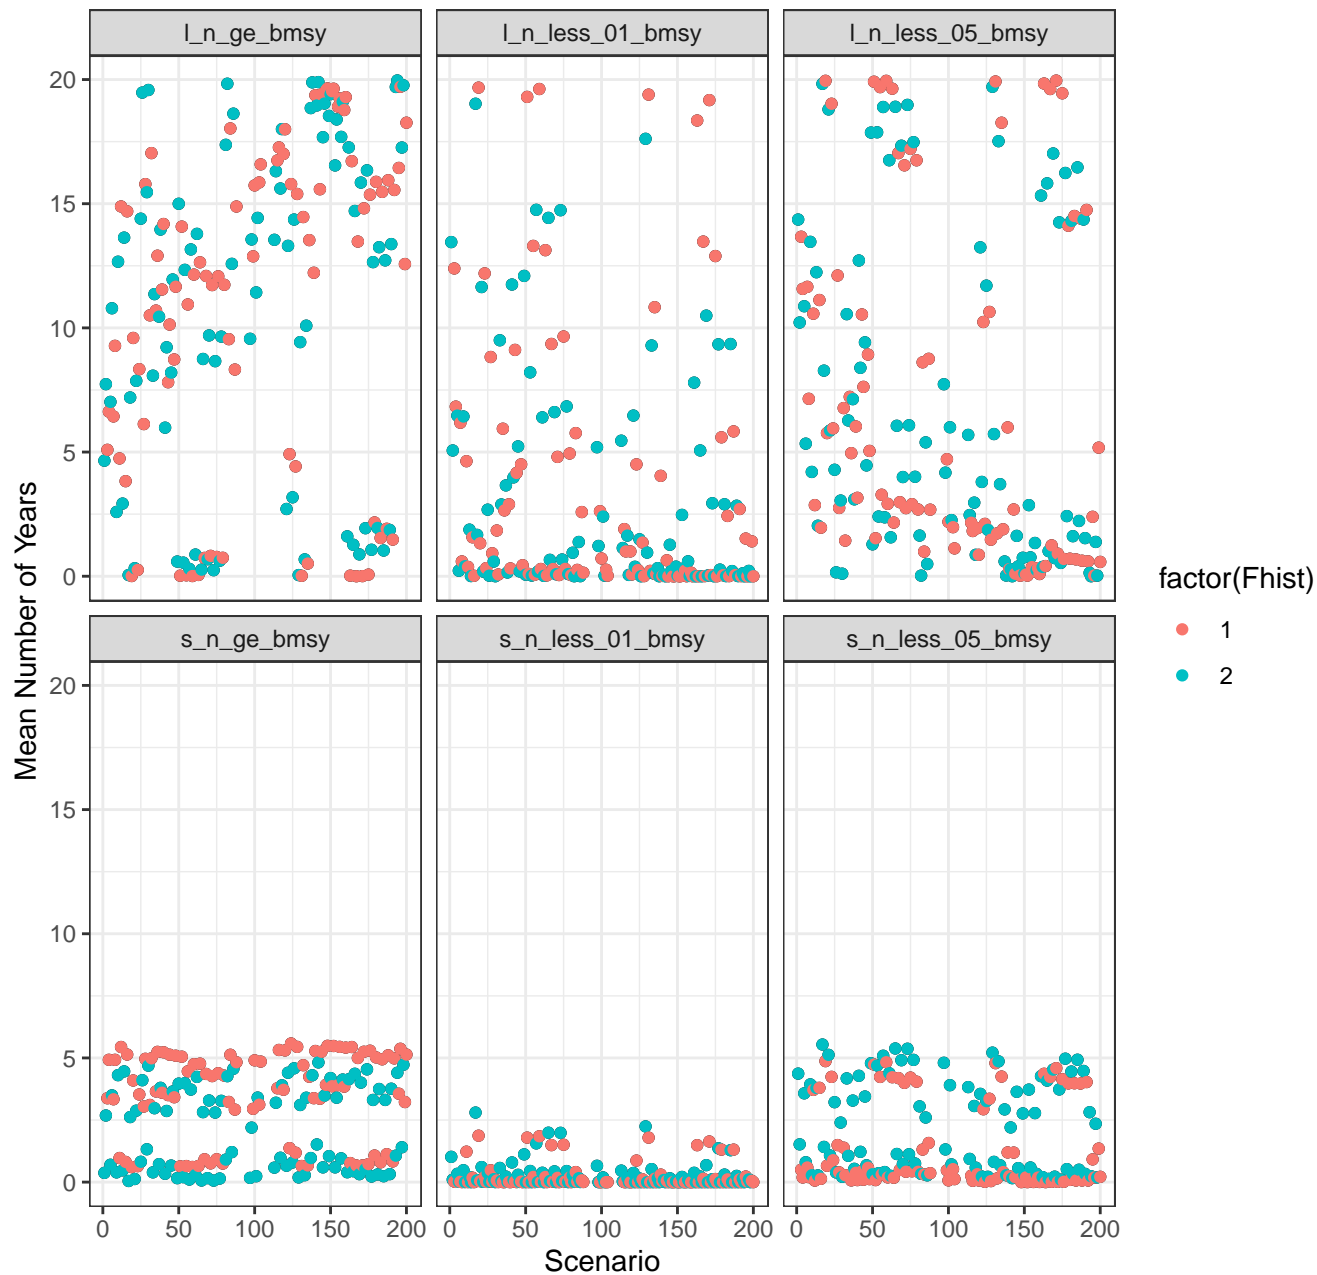 l_n_ge_bmsy l_n_less_01_bmsy l_n_less_05_bmsy
20
15
10
5
0
s_n_ge_bmsy s_n_less_01_bmsy s_n_less_05_bmsy
20
15
10
5
0
0 50 100 150 200 0 50 100 150 200 0 50 100 150 200
Scenario
Mean Number of Years
factor(Fhist)
1
2